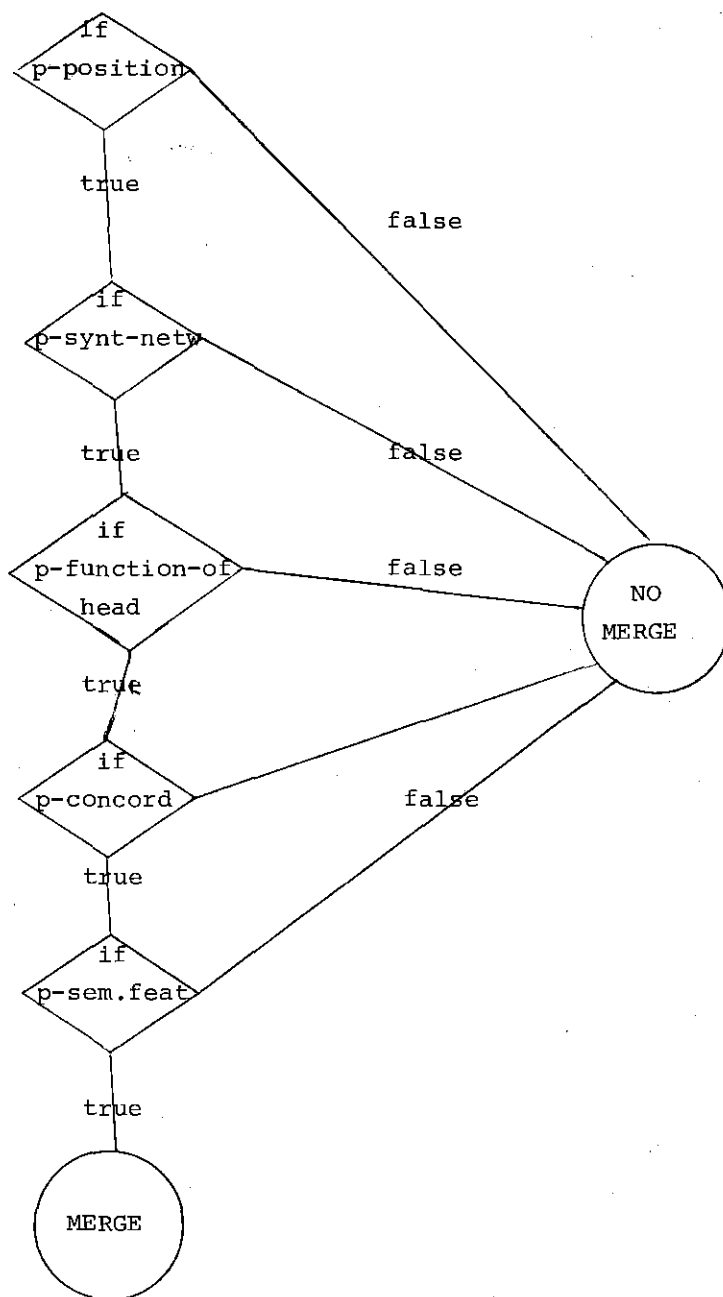 if
p-position
true
false
if
p-synt-netw
true
false
if
p-function-of
head
false
NO
MERGE
true
if
p-concord
false
true
if
p-sem.feat
true
MERGE